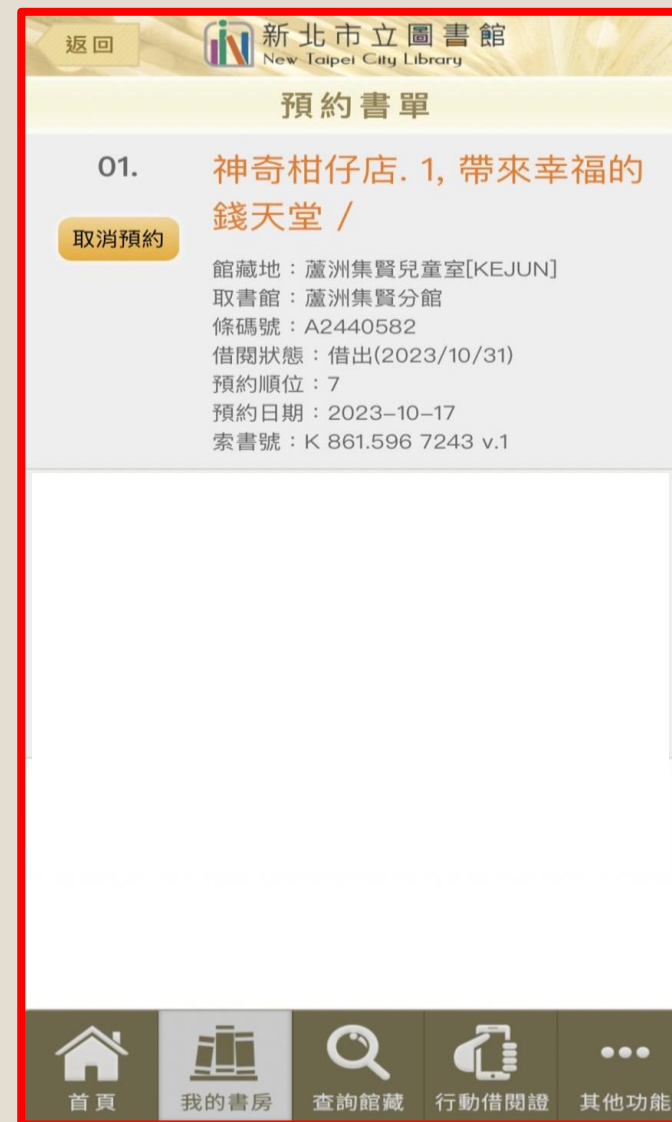 返回
新北市立圖書館
New Taipei City Library
預約書單
01.
神奇柑仔店. 1, 帶來幸福的
錢天堂 /
取消預約
館藏地：蘆洲集賢兒童室[KEJUN]
取書館：蘆洲集賢分館
條碼號：A2440582
借閱狀態：借出(2023/10/31)
預約順位：7
預約日期：2023–10–17
索書號：K 861.596 7243 v.1
首頁
我的書房
查詢館藏
行動借閱證
其他功能